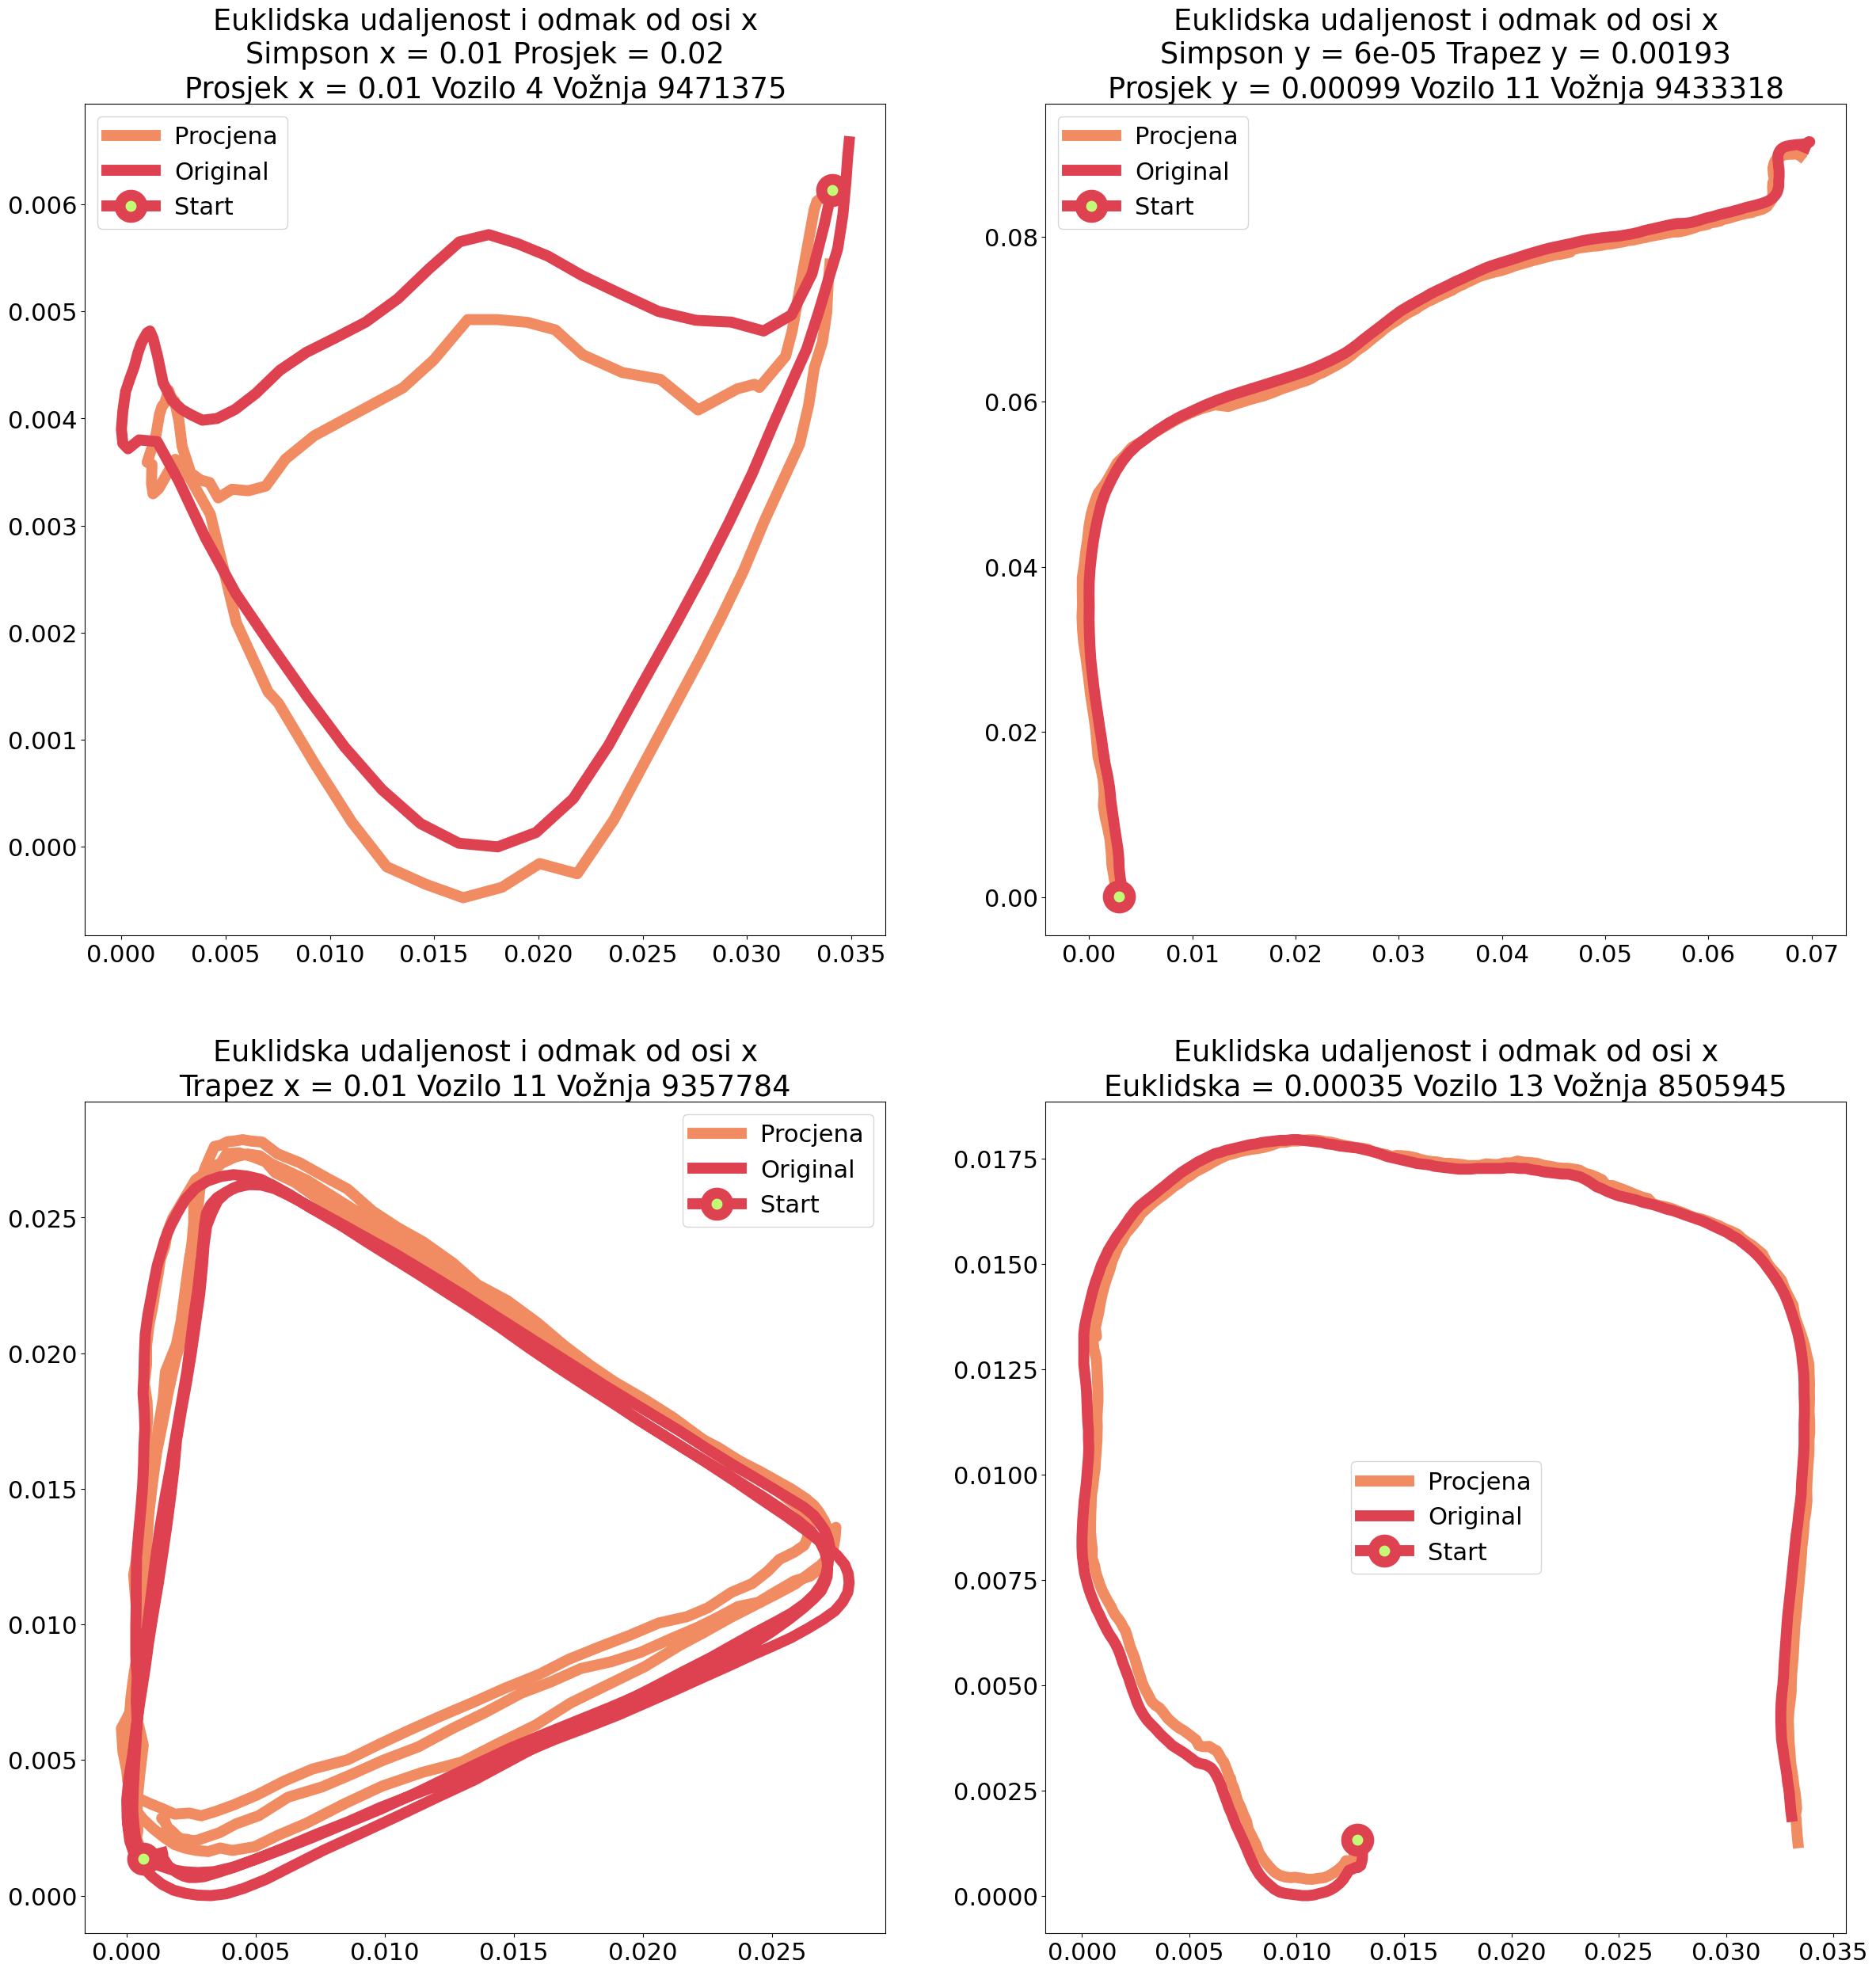 Euklidska udaljenost i odmak od osi x
Simpson x = 0.01 Prosjek = 0.02
Prosjek x = 0.01 Vozilo 4 Vožnja 9471375
Procjena
Original
Start
0.006
0.005
0.004
0.003
0.002
0.001
0.000
0.000 0.005 0.010 0.015 0.020 0.025 0.030 0.035
Euklidska udaljenost i odmak od osi x
Simpson y = 6e-05 Trapez y = 0.00193
Prosjek y = 0.00099 Vozilo 11 Vožnja 9433318
Procjena
Original
Start
0.08
0.06
0.04
0.02
0.00
0.00 0.01 0.02 0.03 0.04 0.05 0.06 0.07
Euklidska udaljenost i odmak od osi x
Trapez x = 0.01 Vozilo 11 Vožnja 9357784
Procjena
Original
Start
0.025
0.020
0.015
0.010
0.005
0.000
0.000 0.005 0.010 0.015 0.020 0.025
Euklidska udaljenost i odmak od osi x
Euklidska = 0.00035 Vozilo 13 Vožnja 8505945
0.0175
0.0150
0.0125
0.0100
0.0075
0.0050
0.0025
0.0000
Procjena
Original
Start
0.000 0.005 0.010 0.015 0.020 0.025 0.030 0.035